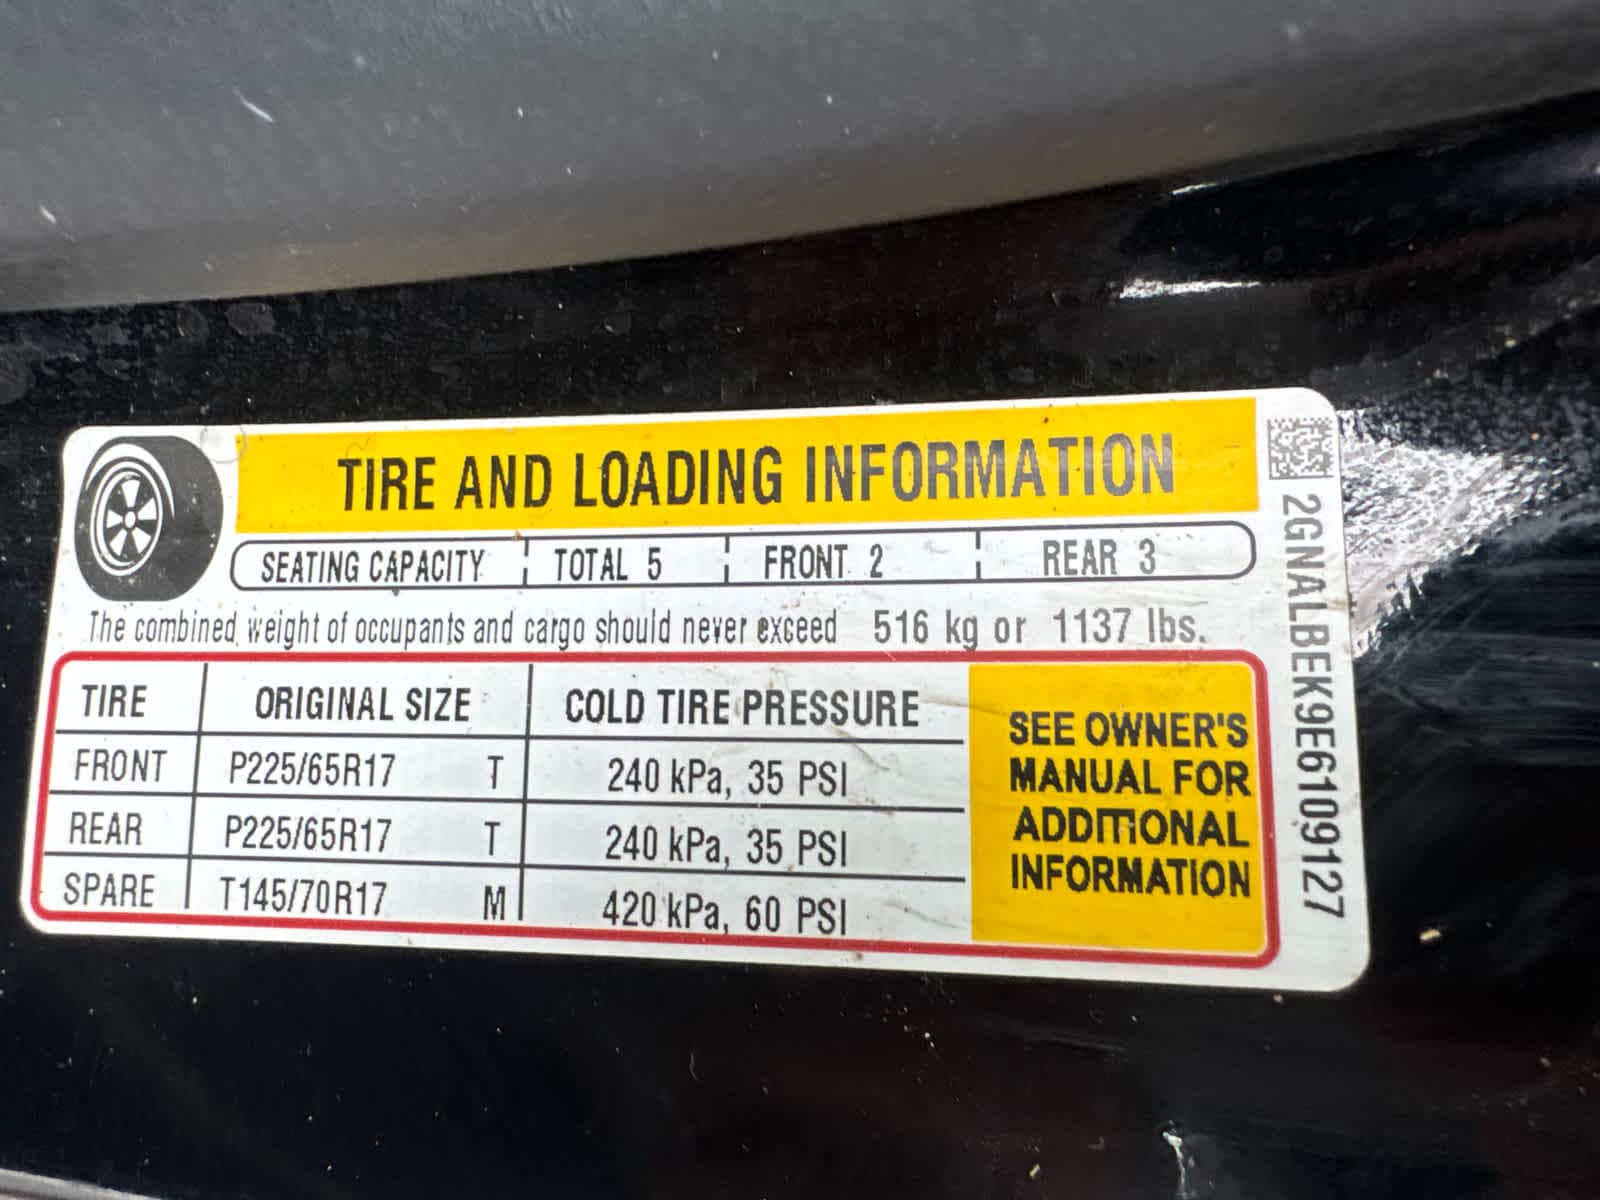 TIRE AND LOADING INFORMATION
SEATING CAPACITY TOTAL 5 FRONT 2 REAR 3
The combined weight of occupants and cargo should never exceed 516 kg or 1137 lbs.
TIRE ORIGINAL SIZE COLD TIRE PRESSURE
FRONT P225/65R17 T 240 kPa, 35 PSI
REAR P225/65R17 T 240 kPa, 35 PSI
SPARE T145/70R17 M 420 kPa, 60 PSI
SEE OWNER'S
MANUAL FOR
ADDITIONAL
INFORMATION
2GNALBEK9E6109127